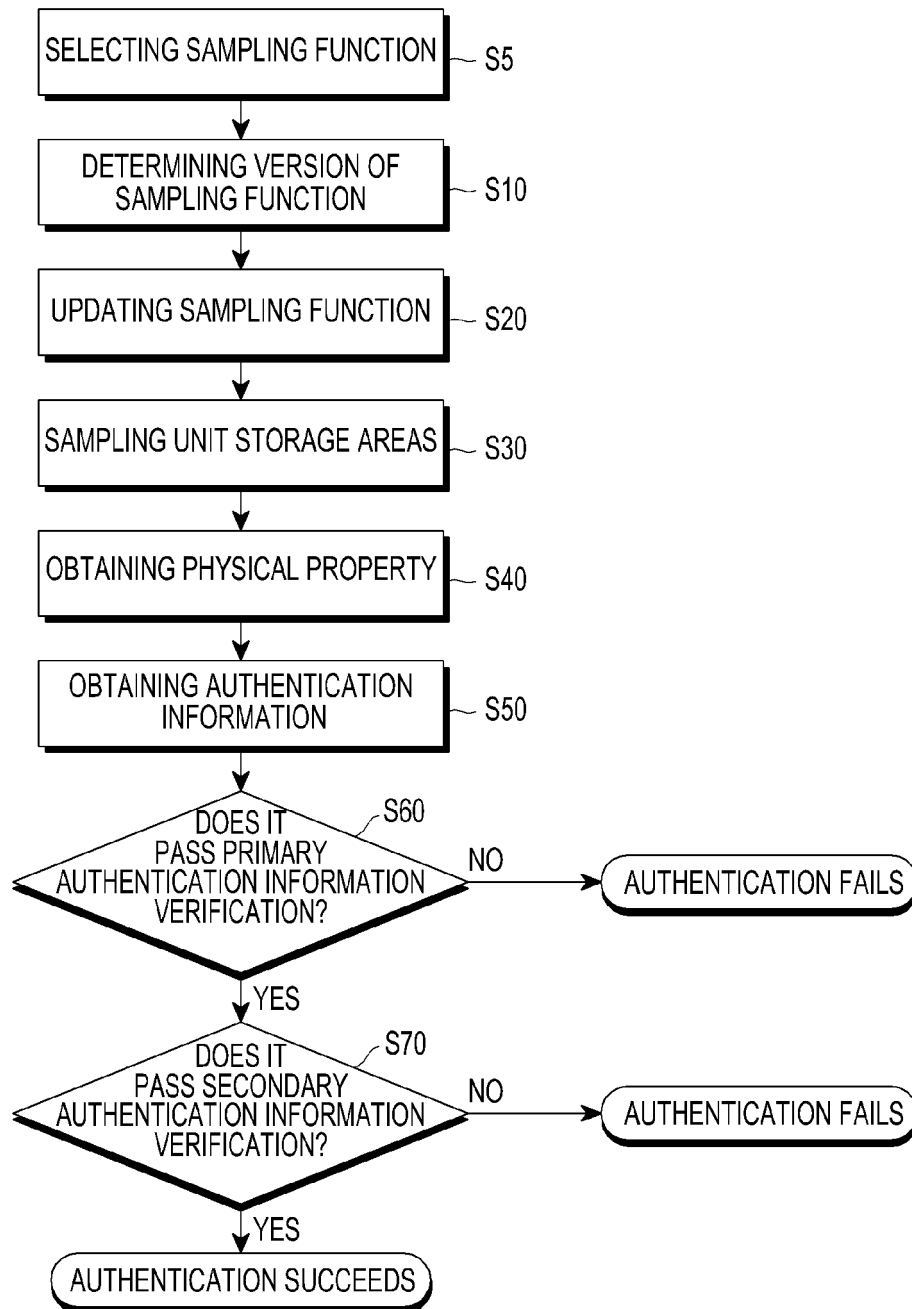 SELECTING SAMPLING FUNCTION
S5
DETERMINING VERSION OF
SAMPLING FUNCTION
S10
UPDATING SAMPLING FUNCTION
S20
SAMPLING UNIT STORAGE AREAS
S30
OBTAINING PHYSICAL PROPERTY
S40
OBTAINING AUTHENTICATION
INFORMATION
S50
DOES IT
PASS PRIMARY
AUTHENTICATION INFORMATION
VERIFICATION?
S60
NO
AUTHENTICATION FAILS
YES
DOES IT
PASS SECONDARY
AUTHENTICATION INFORMATION
VERIFICATION?
S70
NO
AUTHENTICATION FAILS
YES
AUTHENTICATION SUCCEEDS